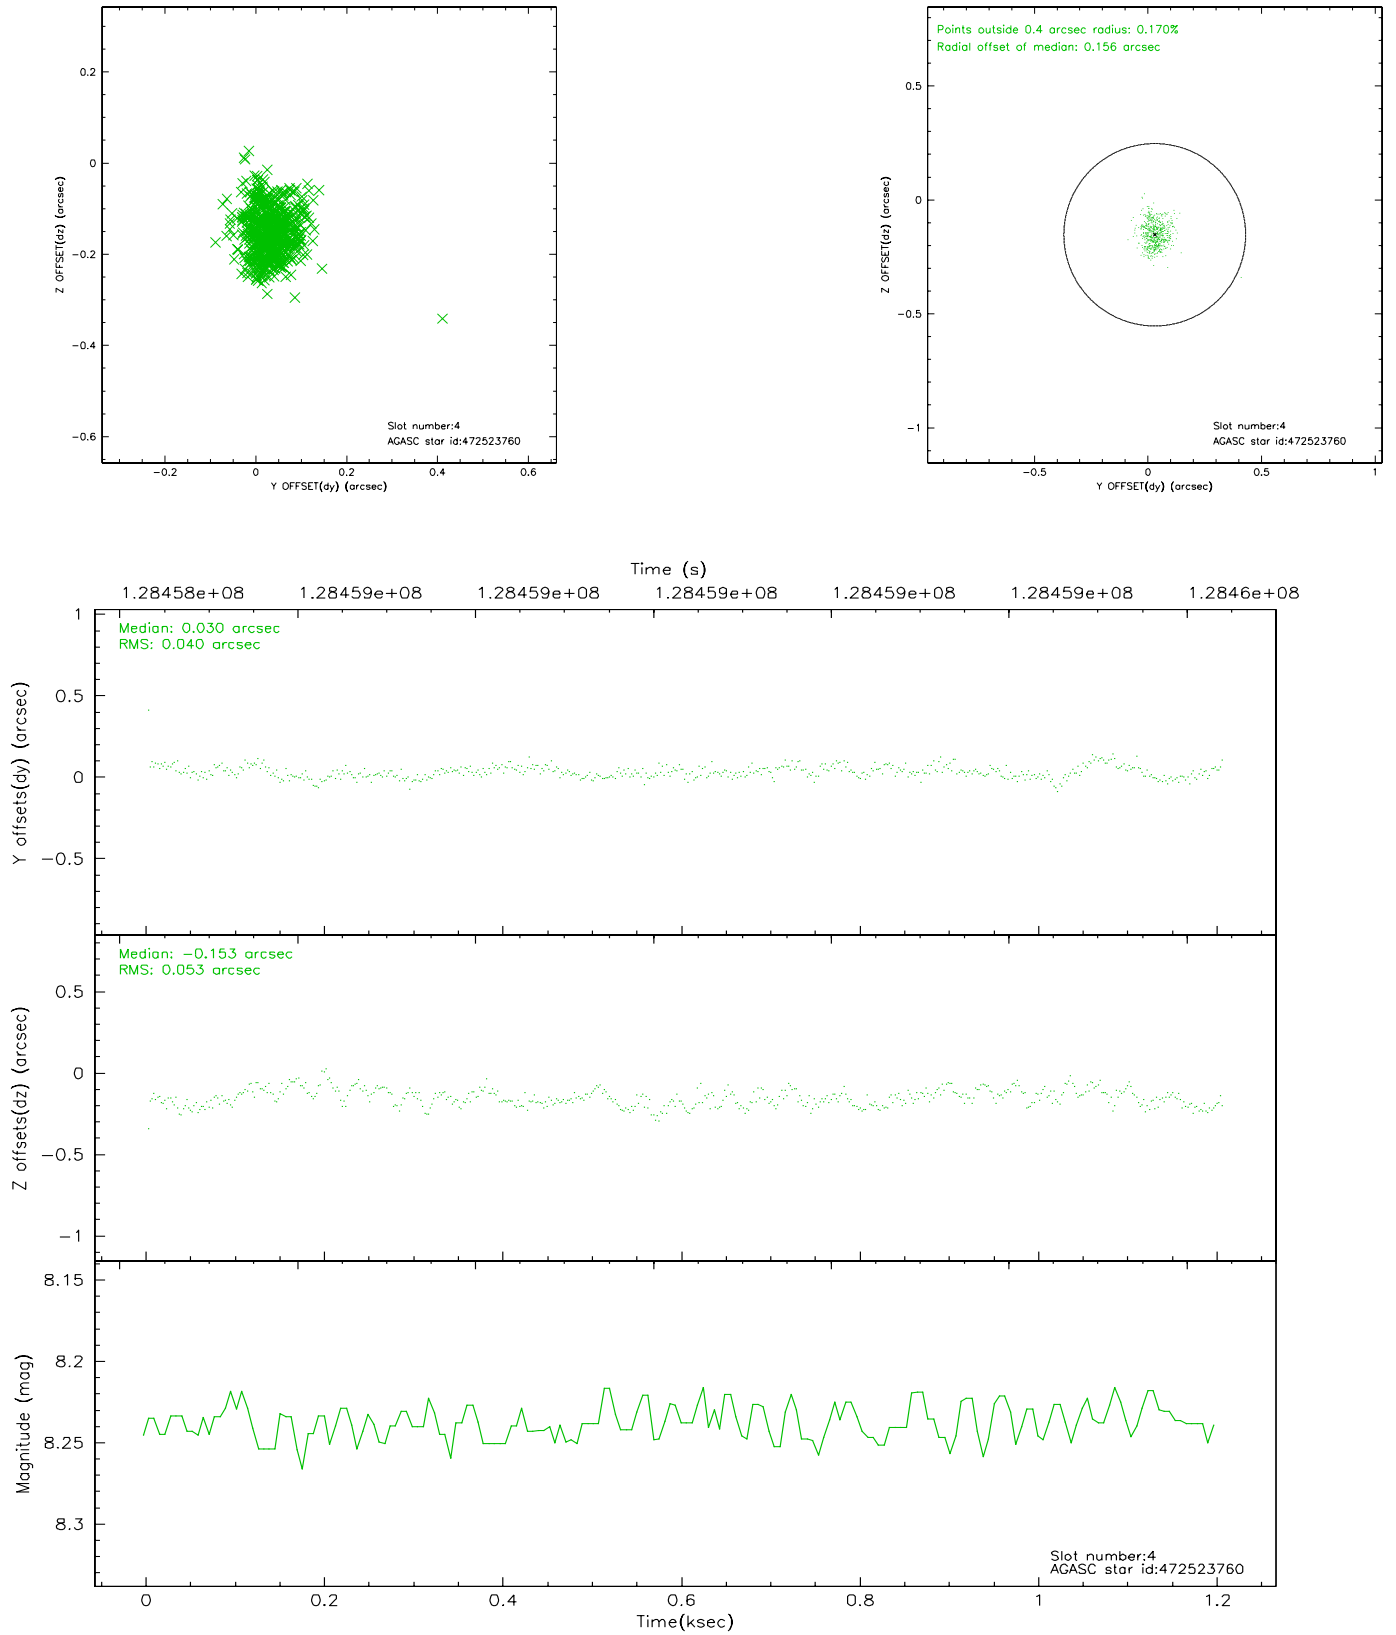 0.2
0
−0.2
−0.4
−0.6
Z OFFSET(dz) (arcsec)
Slot number:4
AGASC star id:472523760
−0.2 0 0.2 0.4 0.6
Y OFFSET(dy) (arcsec)
Points outside 0.4 arcsec radius: 0.170%
Radial offset of median: 0.156 arcsec
0.5
0
−0.5
−1
Z OFFSET(dz) (arcsec)
Slot number:4
AGASC star id:472523760
−0.5 0 0.5 1
Y OFFSET(dy) (arcsec)
Time (s)
1.28458e+08 1.28459e+08 1.28459e+08 1.28459e+08 1.28459e+08 1.28459e+08 1.2846e+08
Median: 0.030 arcsec
RMS: 0.040 arcsec
1
0.5
0
−0.5
Y offsets(dy) (arcsec)
Median: −0.153 arcsec
RMS: 0.053 arcsec
0.5
0
−0.5
−1
Z offsets(dz) (arcsec)
8.15
8.2
8.25
8.3
Magnitude (mag)
Slot number:4
AGASC star id:472523760
0 0.2 0.4 0.6 0.8 1 1.2
Time(ksec)